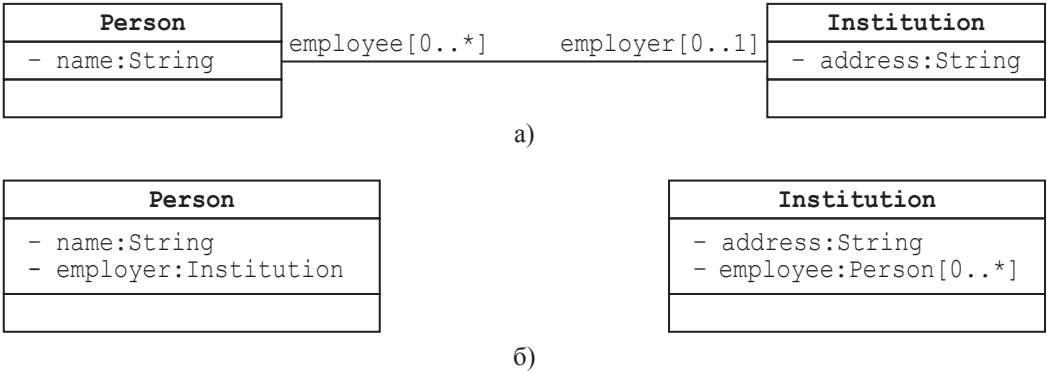 Person
Institution
- name:String
employee[0..*]
employer[0..1]
- address:String
а)
Person
Institution
- name:String
- address:String
- employer:Institution
- employee:Person[0..*]
б)